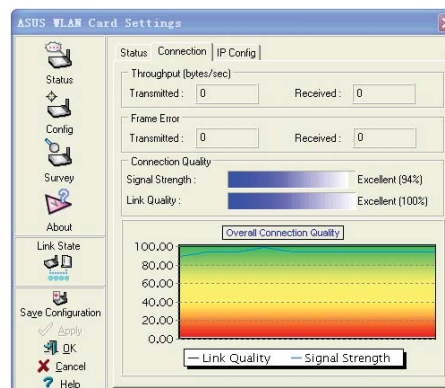 ASUS WLAN Card Settings
Status
Config
Survey
About
Link State
Save Configuration
Apply
OK
Cancel
Help
Status Connection IP Config
Throughput (bytes/sec)
Transmitted : 0 Received : 0
Frame Error
Transmitted : 0 Received : 0
Connection Quality
Signal Strength : Excellent (94%)
Link Quality : Excellent (100%)
Overall Connection Quality
100.00
80.00
60.00
40.00
20.00
0.00
Link Quality Signal Strength